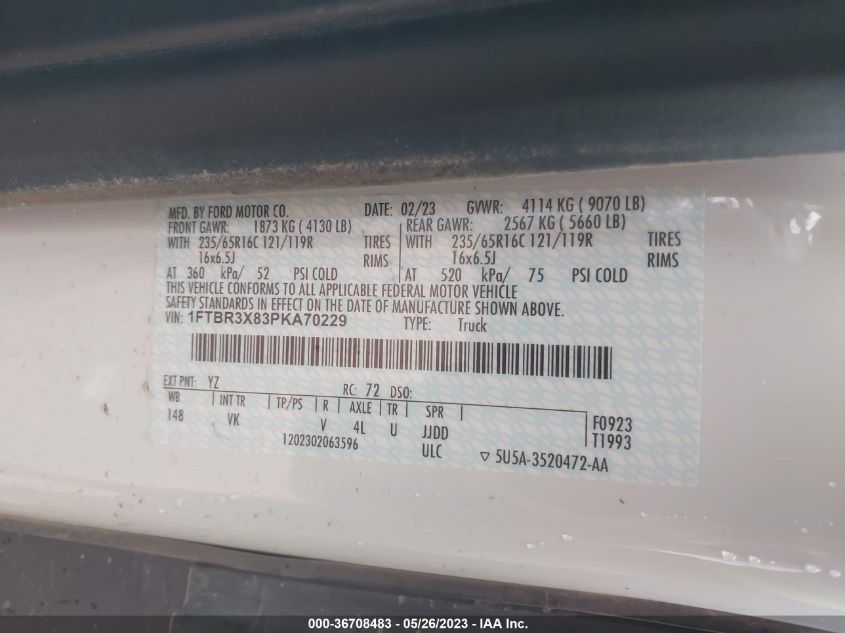 MFD. BY FORD MOTOR CO. DATE: 02/23 GVWR: 4114 KG ( 9070 LB)
FRONT GAWR: 1873 KG ( 4130 LB) REAR GAWR: 2567 KG ( 5660 LB)
WITH 235/65R16C 121/119R TIRES WITH 235/65R16C 121/119R TIRES
16x6.5J RIMS 16x6.5J RIMS
AT 360 kPa/ 52 PSI COLD AT 520 kPa/ 75 PSI COLD
THIS VEHICLE CONFORMS TO ALL APPLICABLE FEDERAL MOTOR VEHICLE
SAFETY STANDARDS IN EFFECT ON THE DATE OF MANUFACTURE SHOWN ABOVE.
VIN: 1FTBR3X83PKA70229 TYPE: Truck
EXT PNT: YZ RC: 72 DSO:
WB INT TR TP/PS R AXLE TR SPR F0923
148 VK V 4L U JJDD T1993
1202302063596 ULC ▽ 5U5A-3520472-AA
000-36708483 - 05/26/2023 - IAA Inc.